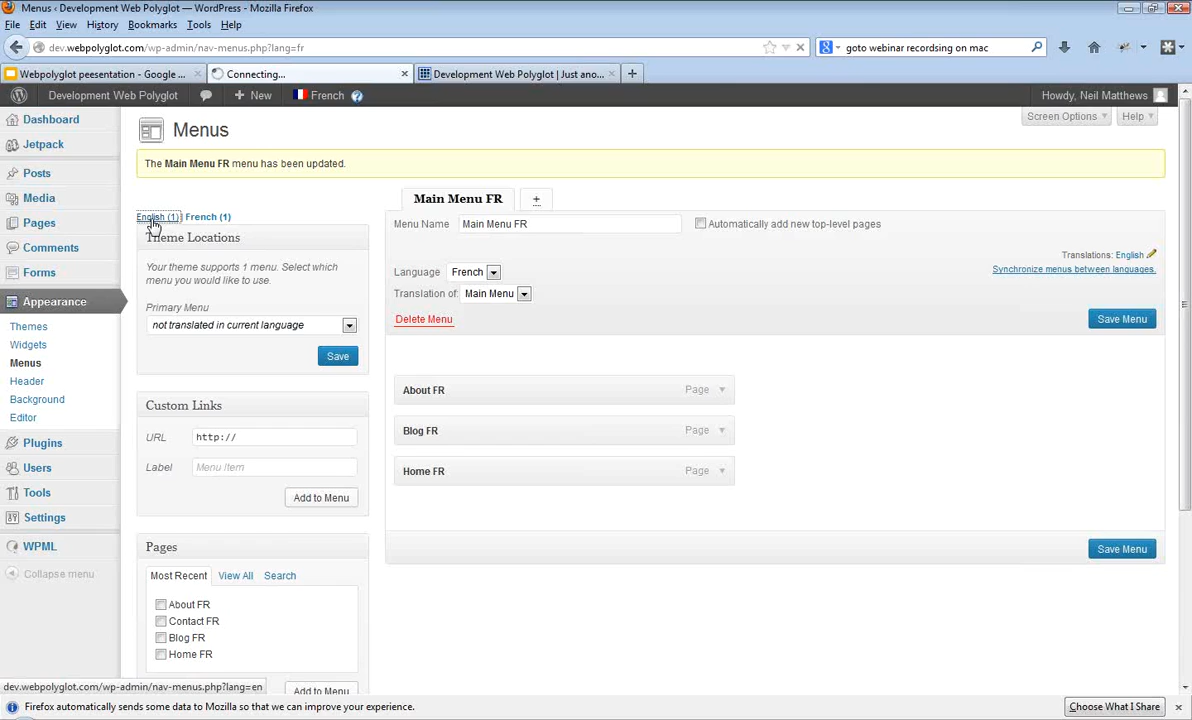 Menus ‹ Development Web Polyglot — WordPress - Mozilla Firefox
File Edit View History Bookmarks Tools Help
dev.webpolyglot.com/wp-admin/nav-menus.php?lang=fr
goto webinar recordsing on mac
Webpolyglot peesentation - Google ...
Connecting...
Development Web Polyglot | Just ano...
Development Web Polyglot
+ New
French
Howdy, Neil Matthews
Dashboard
Jetpack
Posts
Media
Pages
Comments
Forms
Appearance
Themes
Widgets
Menus
Header
Background
Editor
Plugins
Users
Tools
Settings
WPML
Collapse menu
Screen Options
Help
Menus
The Main Menu FR menu has been updated.
English (1) | French (1)
Theme Locations
Your theme supports 1 menu. Select which
menu you would like to use.
Primary Menu
not translated in current language
Save
Custom Links
URL http://
Label Menu Item
Add to Menu
Pages
Most Recent View All Search
About FR
Contact FR
Blog FR
Home FR
Add to Menu
Main Menu FR
+
Menu Name Main Menu FR
Automatically add new top-level pages
Translations: English
Synchronize menus between languages.
Language French
Translation of: Main Menu
Delete Menu
Save Menu
About FR Page
Blog FR Page
Home FR Page
Save Menu
dev.webpolyglot.com/wp-admin/nav-menus.php?lang=en
Firefox automatically sends some data to Mozilla so that we can improve your experience.
Choose What I Share